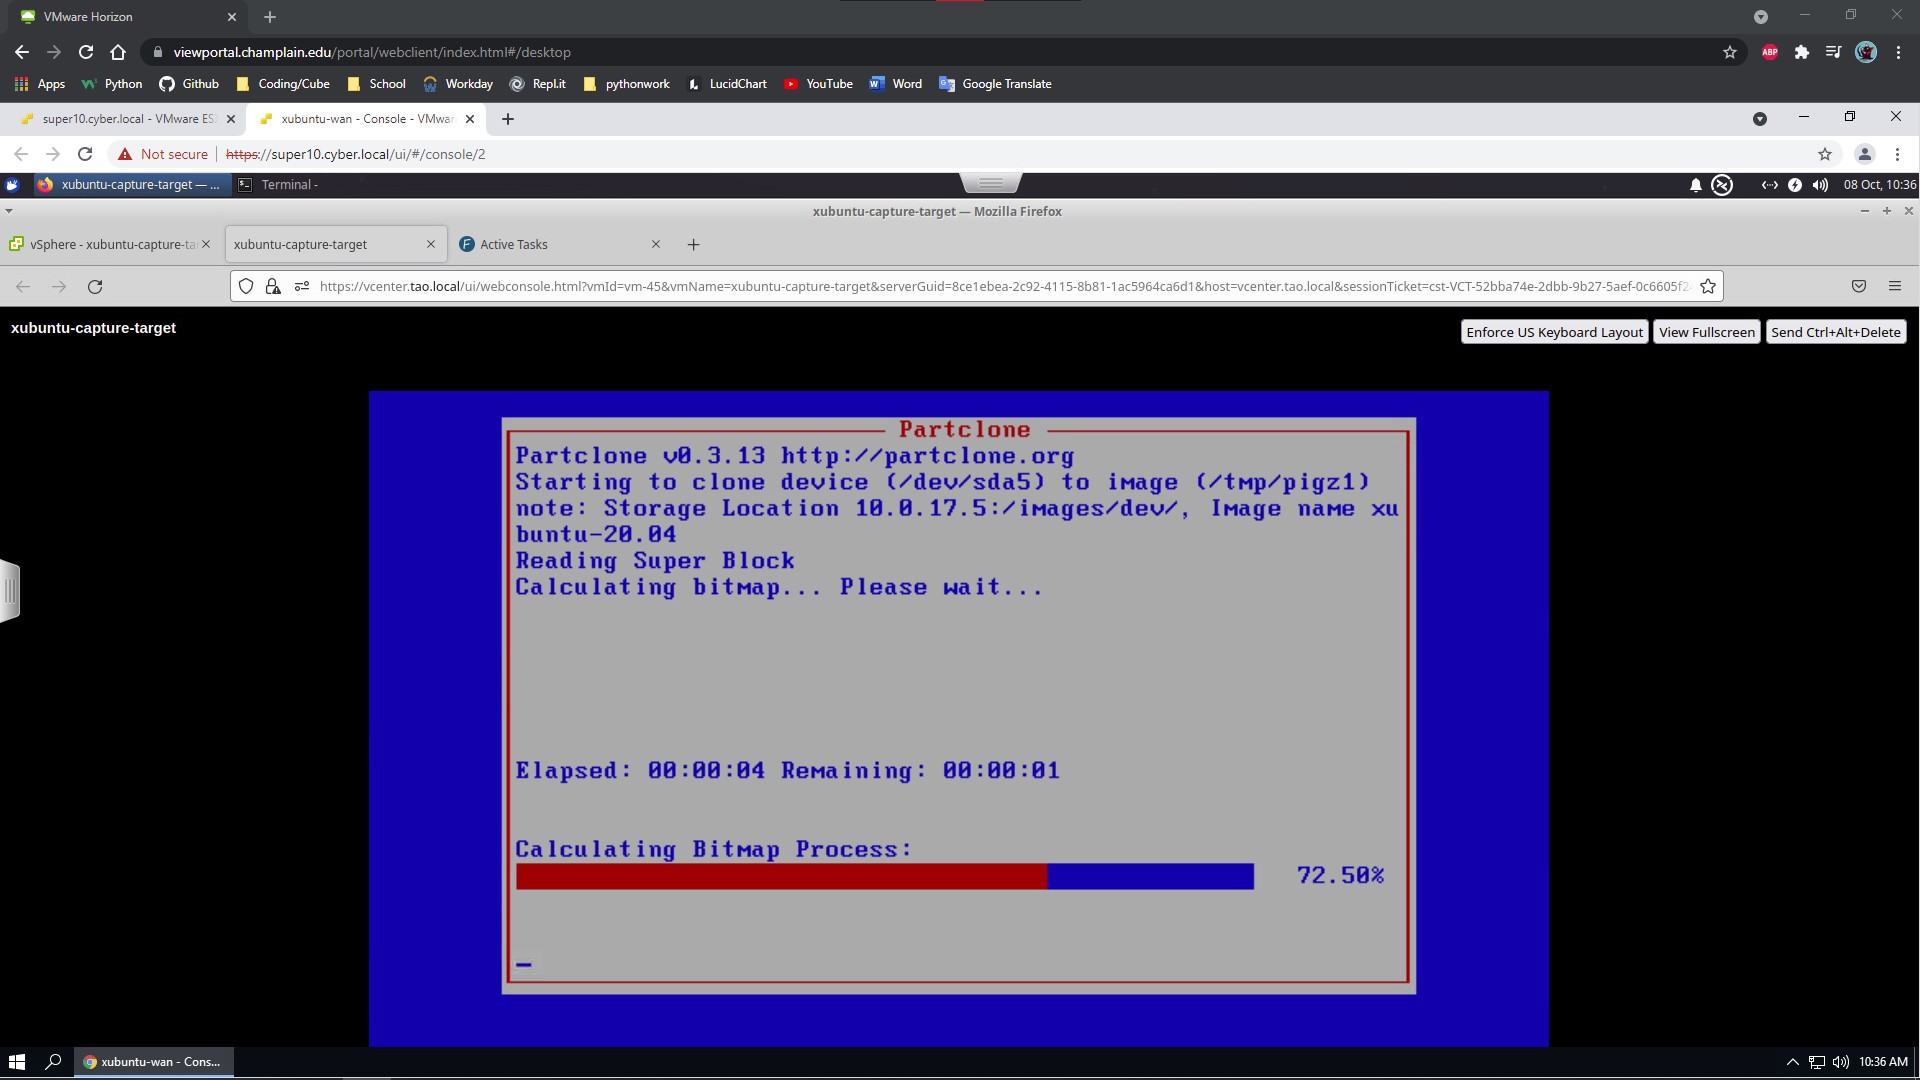 VMware Horizon
viewportal.champlain.edu/portal/webclient/index.html#/desktop
ABP
Apps Python Github Coding/Cube School Workday Repl.it pythonwork LucidChart YouTube Word Google Translate
super10.cyber.local - VMware ES xubuntu-wan - Console - VMwar
Not secure https://super10.cyber.local/ui/#/console/2
xubuntu-capture-target — ... Terminal - 08 Oct, 10:36
xubuntu-capture-target — Mozilla Firefox
vSphere - xubuntu-capture-ta xubuntu-capture-target Active Tasks
https://vcenter.tao.local/ui/webconsole.html?vmId=vm-45&vmName=xubuntu-capture-target&serverGuid=8ce1ebea-2c92-4115-8b81-1ac5964ca6d1&host=vcenter.tao.local&sessionTicket=cst-VCT-52bba74e-2dbb-9b27-5aef-0c6605f2
xubuntu-capture-target
Enforce US Keyboard Layout View Fullscreen Send Ctrl+Alt+Delete
Partclone
Partclone v0.3.13 http://partclone.org
Starting to clone device (/dev/sda5) to image (/tmp/pigz1)
note: Storage Location 10.0.17.5:/images/dev/, Image name xu
buntu-20.04
Reading Super Block
Calculating bitmap... Please wait...
Elapsed: 00:00:04 Remaining: 00:00:01
Calculating Bitmap Process:
72.50%
xubuntu-wan - Cons... 10:36 AM